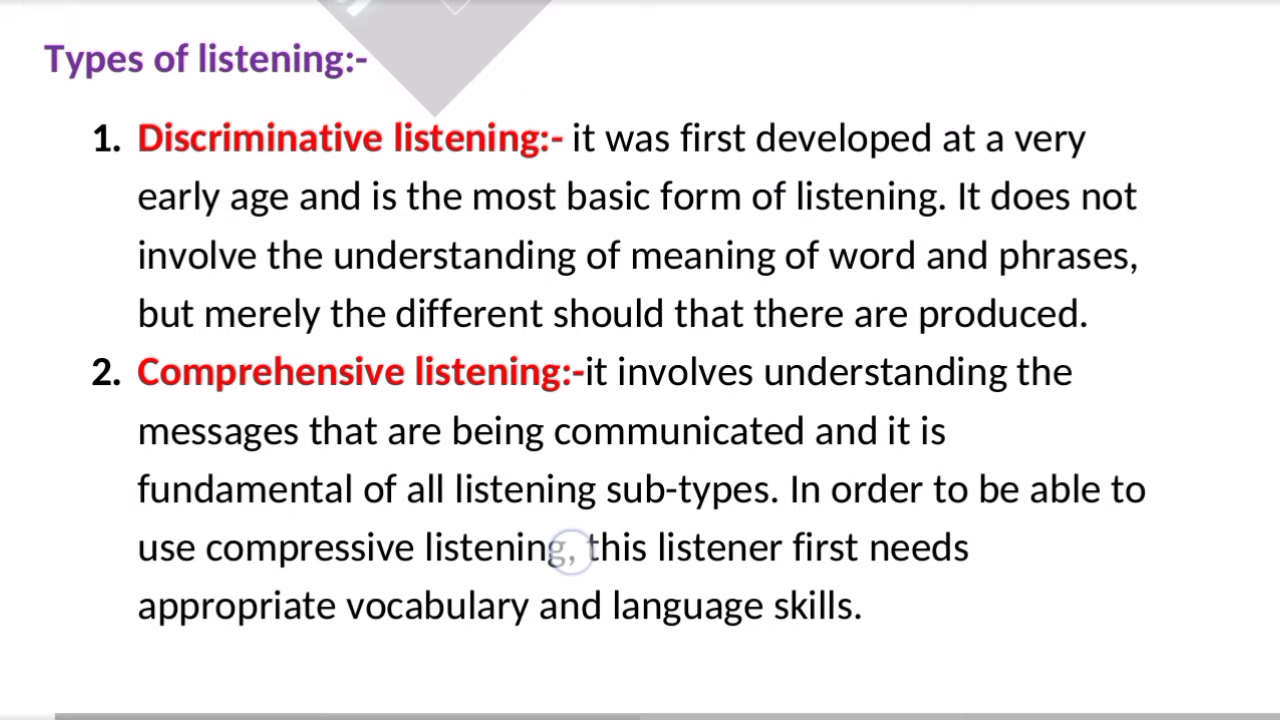 Types of listening:-
1. Discriminative listening:- it was first developed at a very
early age and is the most basic form of listening. It does not
involve the understanding of meaning of word and phrases,
but merely the different should that there are produced.
2. Comprehensive listening:-it involves understanding the
messages that are being communicated and it is
fundamental of all listening sub-types. In order to be able to
use compressive listening, this listener first needs
appropriate vocabulary and language skills.